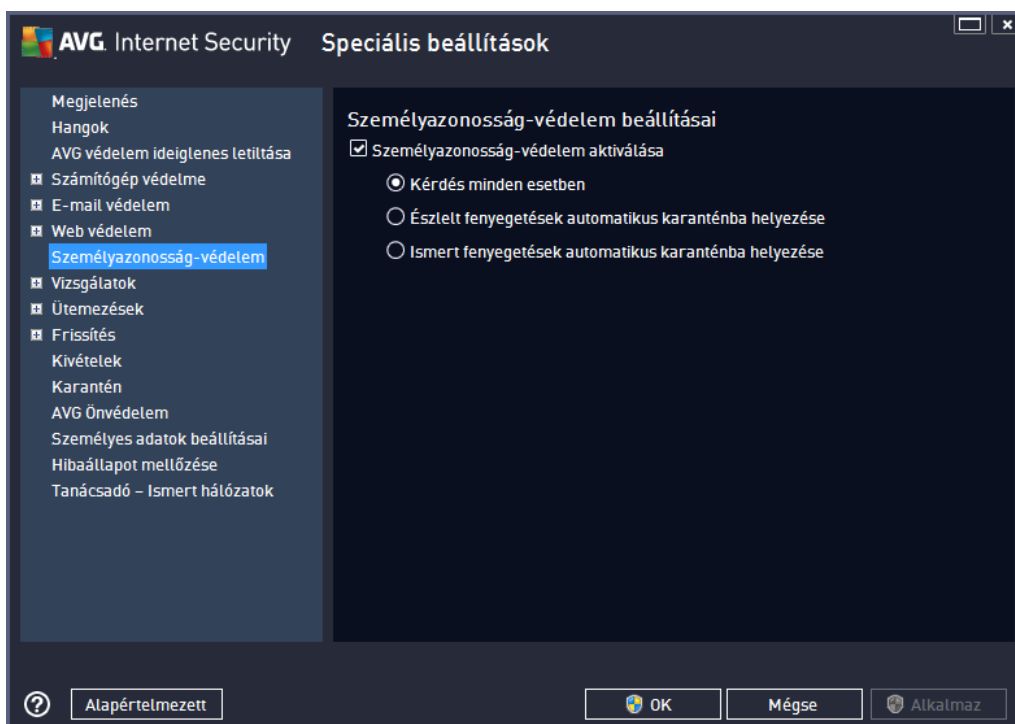 AVG. Internet Security Speciális beállítások
Megjelenés
Hangok
AVG védelem ideiglenes letiltása
Számítógép védelme
E-mail védelem
Web védelem
Személyazonosság-védelem
Vizsgálatok
Ütemezések
Frissítés
Kivételek
Karantén
AVG Önvédelem
Személyes adatok beállításai
Hibaállapot mellőzése
Tanácsadó – Ismert hálózatok
Személyazonosság-védelem beállításai
Személyazonosság-védelem aktiválása
Kérdés minden esetben
Észlelt fenyegetések automatikus karanténba helyezése
Ismert fenyegetések automatikus karanténba helyezése
Alapértelmezett
OK
Mégse
Alkalmaz